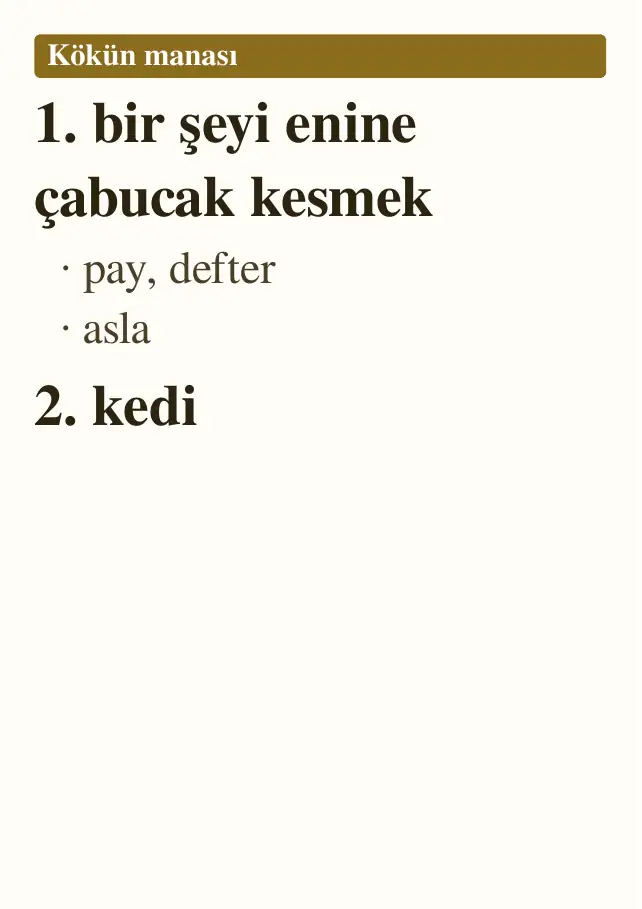 Kökün manası
1. bir şeyi enine
çabucak kesmek
· pay, defter
· asla
2. kedi